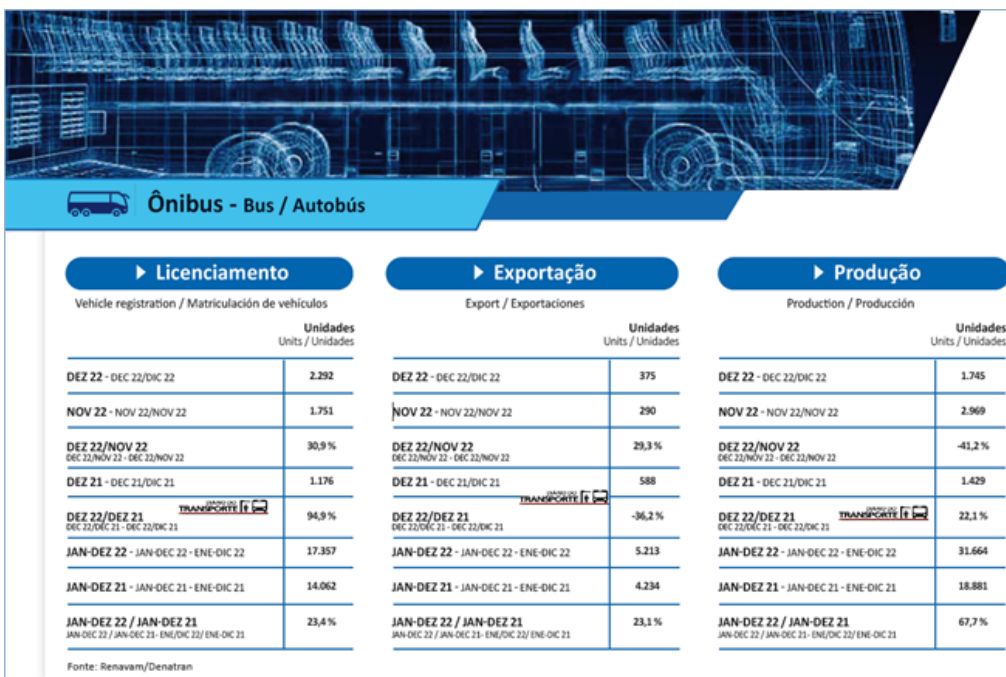 Ônibus - Bus / Autobús
Licenciamento
Vehicle registration / Matriculación de vehículos
Unidades
Units / Unidades
DEZ 22 - DEC 22/DIC 22 2.292
NOV 22 - NOV 22/NOV 22 1.751
DEZ 22/NOV 22 30,9 %
DEC 22/NOV 22 - DEC 22/NOV 22
DEZ 21 - DEC 21/DIC 21 1.176
DIÁRIO DO
TRANSPORTE
DEZ 22/DEZ 21 94,9 %
DEC 22/DEC 21 - DEC 22/DIC 21
JAN-DEZ 22 - JAN-DEC 22 - ENE-DIC 22 17.357
JAN-DEZ 21 - JAN-DEC 21 - ENE-DIC 21 14.062
JAN-DEZ 22 / JAN-DEZ 21 23,4 %
JAN-DEC 22 / JAN-DEC 21 - ENE/DIC 22/ ENE-DIC 21
Fonte: Renavam/Denatran
Exportação
Export / Exportaciones
Unidades
Units / Unidades
DEZ 22 - DEC 22/DIC 22 375
NOV 22 - NOV 22/NOV 22 290
DEZ 22/NOV 22 29,3 %
DEC 22/NOV 22 - DEC 22/NOV 22
DEZ 21 - DEC 21/DIC 21 588
DIÁRIO DO
TRANSPORTE
DEZ 22/DEZ 21 -36,2 %
DEC 22/DEC 21 - DEC 22/DIC 21
JAN-DEZ 22 - JAN-DEC 22 - ENE-DIC 22 5.213
JAN-DEZ 21 - JAN-DEC 21 - ENE-DIC 21 4.234
JAN-DEZ 22 / JAN-DEZ 21 23,1 %
JAN-DEC 22 / JAN-DEC 21- ENE/DIC 22/ ENE-DIC 21
Produção
Production / Producción
Unidades
Units / Unidades
DEZ 22 - DEC 22/DIC 22 1.745
NOV 22 - NOV 22/NOV 22 2.969
DEZ 22/NOV 22 -41,2 %
DEC 22/NOV 22 - DEC 22/NOV 22
DEZ 21 - DEC 21/DIC 21 1.429
DIÁRIO DO
TRANSPORTE
DEZ 22/DEZ 21 22,1 %
DEC 22/DEC 21 - DEC 22/DIC 21
JAN-DEZ 22 - JAN-DEC 22 - ENE-DIC 22 31.664
JAN-DEZ 21 - JAN-DEC 21 - ENE-DIC 21 18.881
JAN-DEZ 22 / JAN-DEZ 21 67,7 %
JAN-DEC 22 / JAN-DEC 21- ENE/DIC 22/ ENE-DIC 21